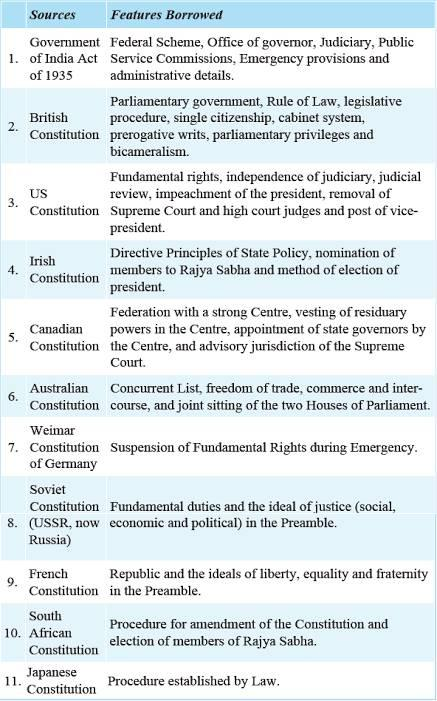 Sources Features Borrowed
1. Government of India Act of 1935 Federal Scheme, Office of governor, Judiciary, Public
Service Commissions, Emergency provisions and
administrative details.
2. British Constitution Parliamentary government, Rule of Law, legislative
procedure, single citizenship, cabinet system,
prerogative writs, parliamentary privileges and
bicameralism.
3. US Constitution Fundamental rights, independence of judiciary, judicial
review, impeachment of the president, removal of
Supreme Court and high court judges and post of vice-
president.
4. Irish Constitution Directive Principles of State Policy, nomination of
members to Rajya Sabha and method of election of
president.
5. Canadian Constitution Federation with a strong Centre, vesting of residuary
powers in the Centre, appointment of state governors by
the Centre, and advisory jurisdiction of the Supreme
Court.
6. Australian Constitution Concurrent List, freedom of trade, commerce and inter-
course, and joint sitting of the two Houses of Parliament.
7. Weimar Constitution of Germany Suspension of Fundamental Rights during Emergency.
8. Soviet Constitution (USSR, now Russia) Fundamental duties and the ideal of justice (social,
economic and political) in the Preamble.
9. French Constitution Republic and the ideals of liberty, equality and fraternity
in the Preamble.
10. South African Constitution Procedure for amendment of the Constitution and
election of members of Rajya Sabha.
11. Japanese Constitution Procedure established by Law.